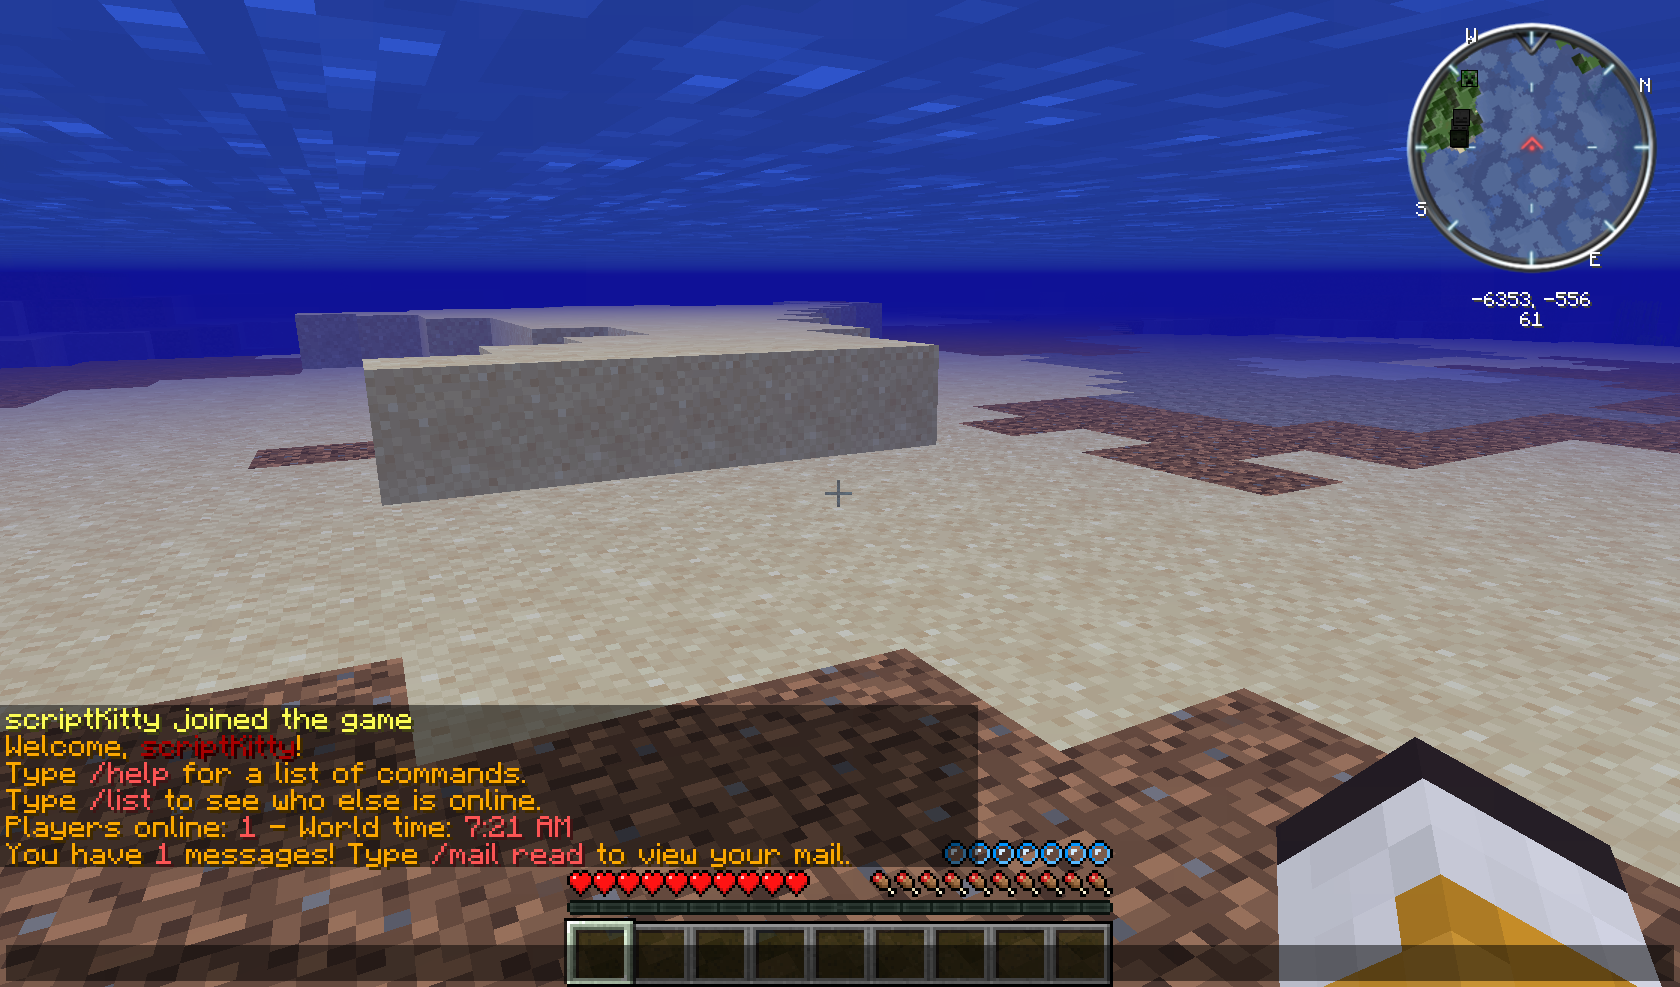 W
N
S
E
-6353, -556
61
scriptKitty joined the game
Welcome, scriptKitty!
Type /help for a list of commands.
Type /list to see who else is online.
Players online: 1 - World time: 7:21 AM
You have 1 messages! Type /mail read to view your mail.